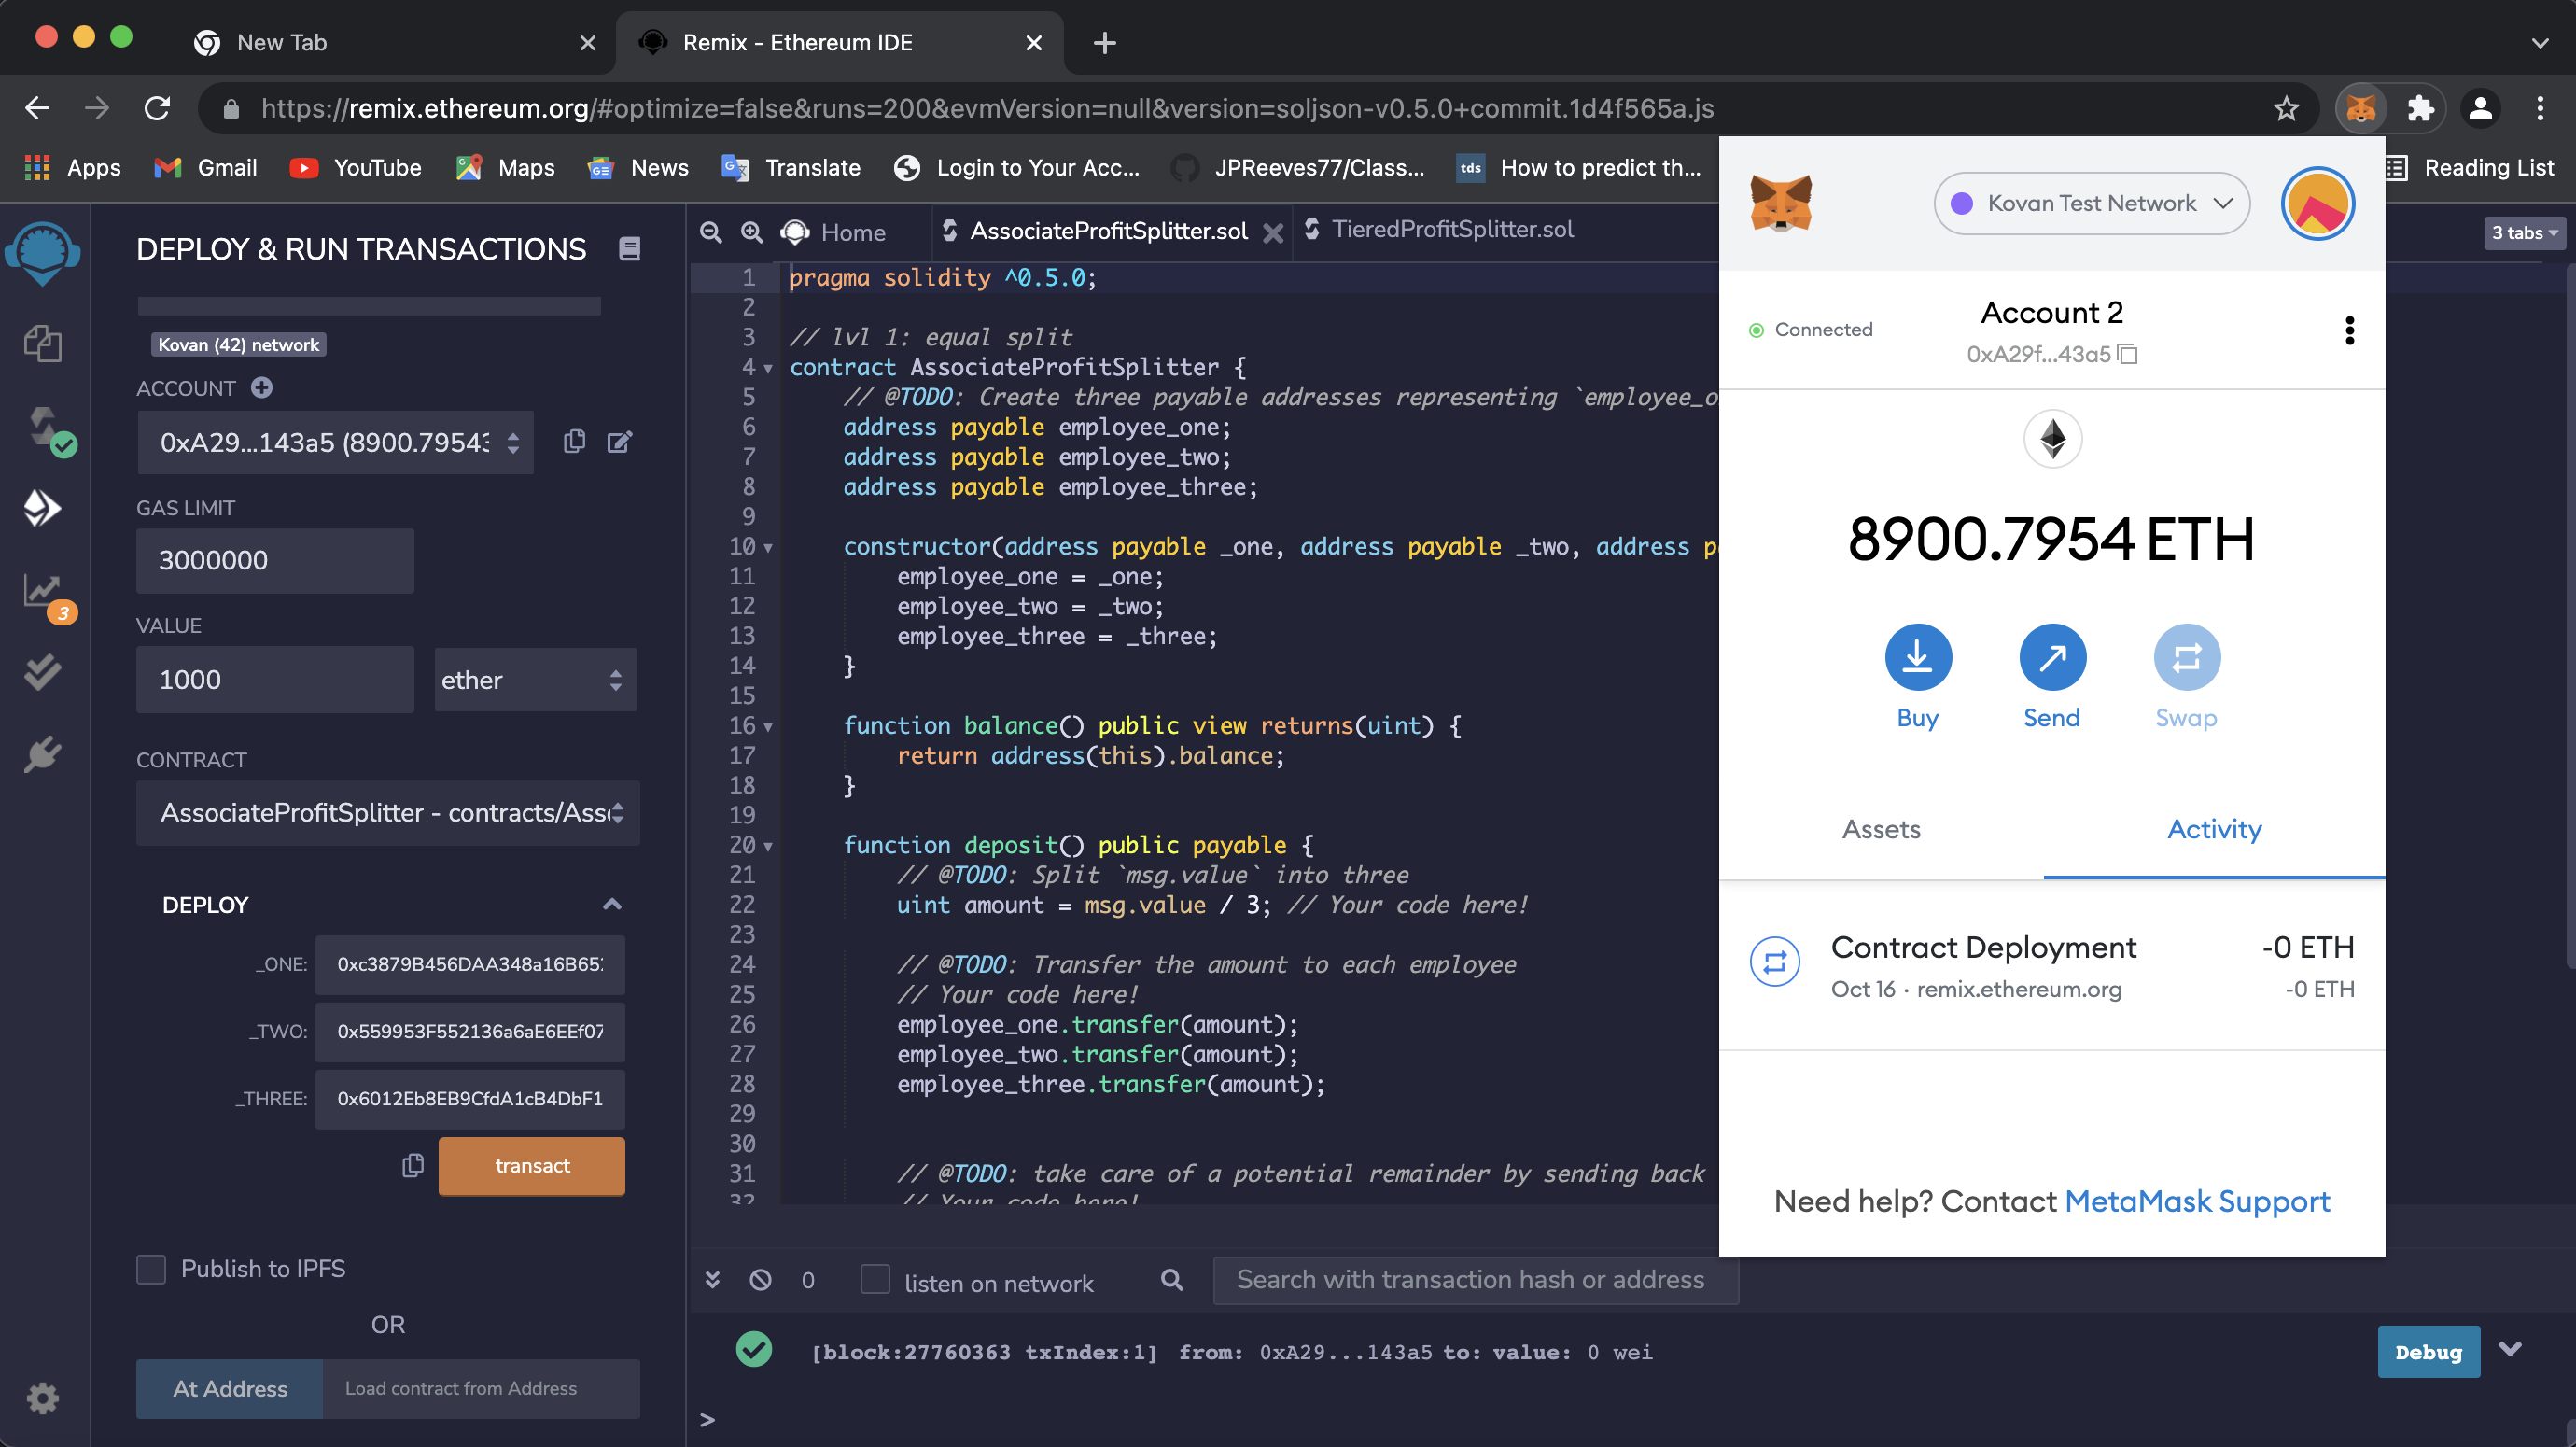 New Tab
Remix - Ethereum IDE
https://remix.ethereum.org/#optimize=false&runs=200&evmVersion=null&version=soljson-v0.5.0+commit.1d4f565a.js
Apps
Gmail
YouTube
Maps
News
Translate
Login to Your Acc...
JPReeves77/Class...
tds
How to predict th...
Reading List
DEPLOY & RUN TRANSACTIONS
Kovan (42) network
ACCOUNT
0xA29...143a5 (8900.79543
GAS LIMIT
3000000
VALUE
1000
ether
CONTRACT
AssociateProfitSplitter - contracts/Asso
DEPLOY
_ONE:
0xc3879B456DAA348a16B65
_TWO:
0x559953F552136a6aE6EEf07
_THREE:
0x6012Eb8EB9CfdA1cB4DbF1
transact
Publish to IPFS
OR
At Address
Load contract from Address
3
Home
AssociateProfitSplitter.sol
TieredProfitSplitter.sol
3 tabs
1 pragma solidity ^0.5.0;
2
3 // lvl 1: equal split
4 contract AssociateProfitSplitter {
5 // @TODO: Create three payable addresses representing `employee_o
6 address payable employee_one;
7 address payable employee_two;
8 address payable employee_three;
9
10 constructor(address payable _one, address payable _two, address p
11 employee_one = _one;
12 employee_two = _two;
13 employee_three = _three;
14 }
15
16 function balance() public view returns(uint) {
17 return address(this).balance;
18 }
19
20 function deposit() public payable {
21 // @TODO: Split `msg.value` into three
22 uint amount = msg.value / 3; // Your code here!
23
24 // @TODO: Transfer the amount to each employee
25 // Your code here!
26 employee_one.transfer(amount);
27 employee_two.transfer(amount);
28 employee_three.transfer(amount);
29
30
31 // @TODO: take care of a potential remainder by sending back
32 // Your code here!
0
listen on network
Search with transaction hash or address
[block:27760363 txIndex:1] from: 0xA29...143a5 to: value: 0 wei
Debug
>
Kovan Test Network
Connected
Account 2
0xA29f...43a5
8900.7954 ETH
Buy
Send
Swap
Assets
Activity
Contract Deployment
-0 ETH
Oct 16 · remix.ethereum.org
-0 ETH
Need help? Contact MetaMask Support